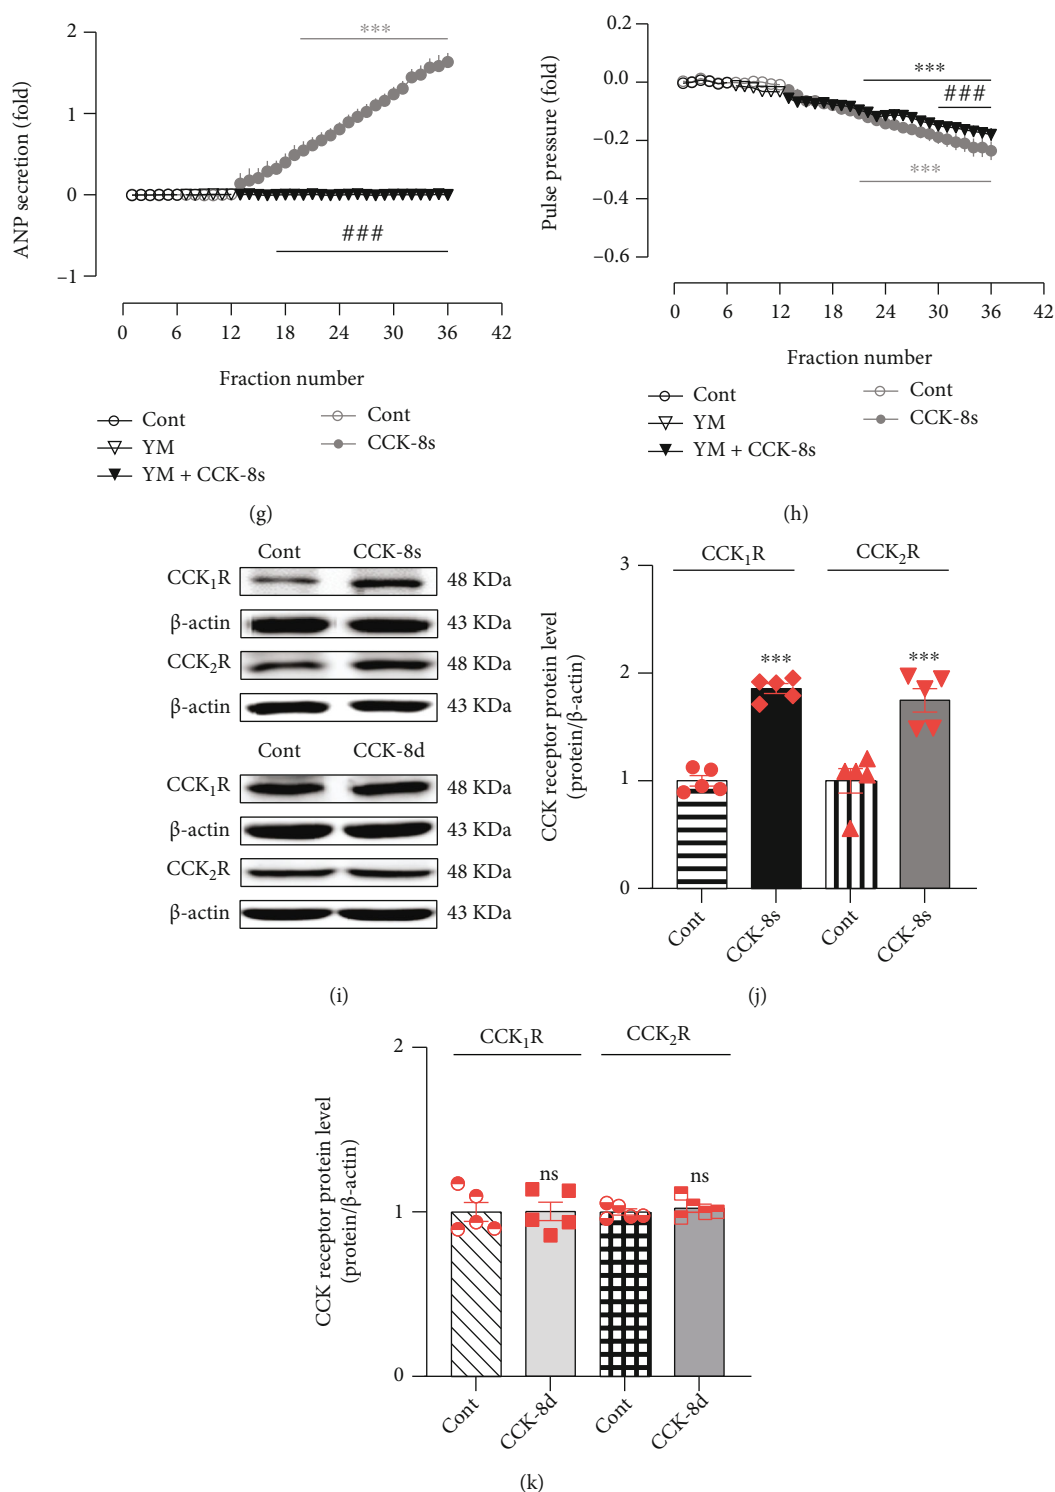 2
1
0
−1
ANP secretion (fold)
***
###
0 6 12 18 24 30 36 42
Fraction number
Cont
YM
YM + CCK-8s
Cont
CCK-8s
(g)
0.2
0.0
−0.2
−0.4
−0.6
Pulse pressure (fold)
***
###
***
0 6 12 18 24 30 36 42
Fraction number
Cont
YM
YM + CCK-8s
Cont
CCK-8s
(h)
Cont CCK-8s
CCK₁R 48 KDa
β-actin 43 KDa
CCK₂R 48 KDa
β-actin 43 KDa
Cont CCK-8d
CCK₁R 48 KDa
β-actin 43 KDa
CCK₂R 48 KDa
β-actin 43 KDa
(i)
CCK₁R CCK₂R
3
2
1
0
CCK receptor protein level
(protein/β-actin)
*** ***
Cont CCK-8s Cont CCK-8s
(j)
CCK₁R CCK₂R
2
1
0
CCK receptor protein level
(protein/β-actin)
ns ns
Cont CCK-8d Cont CCK-8d
(k)